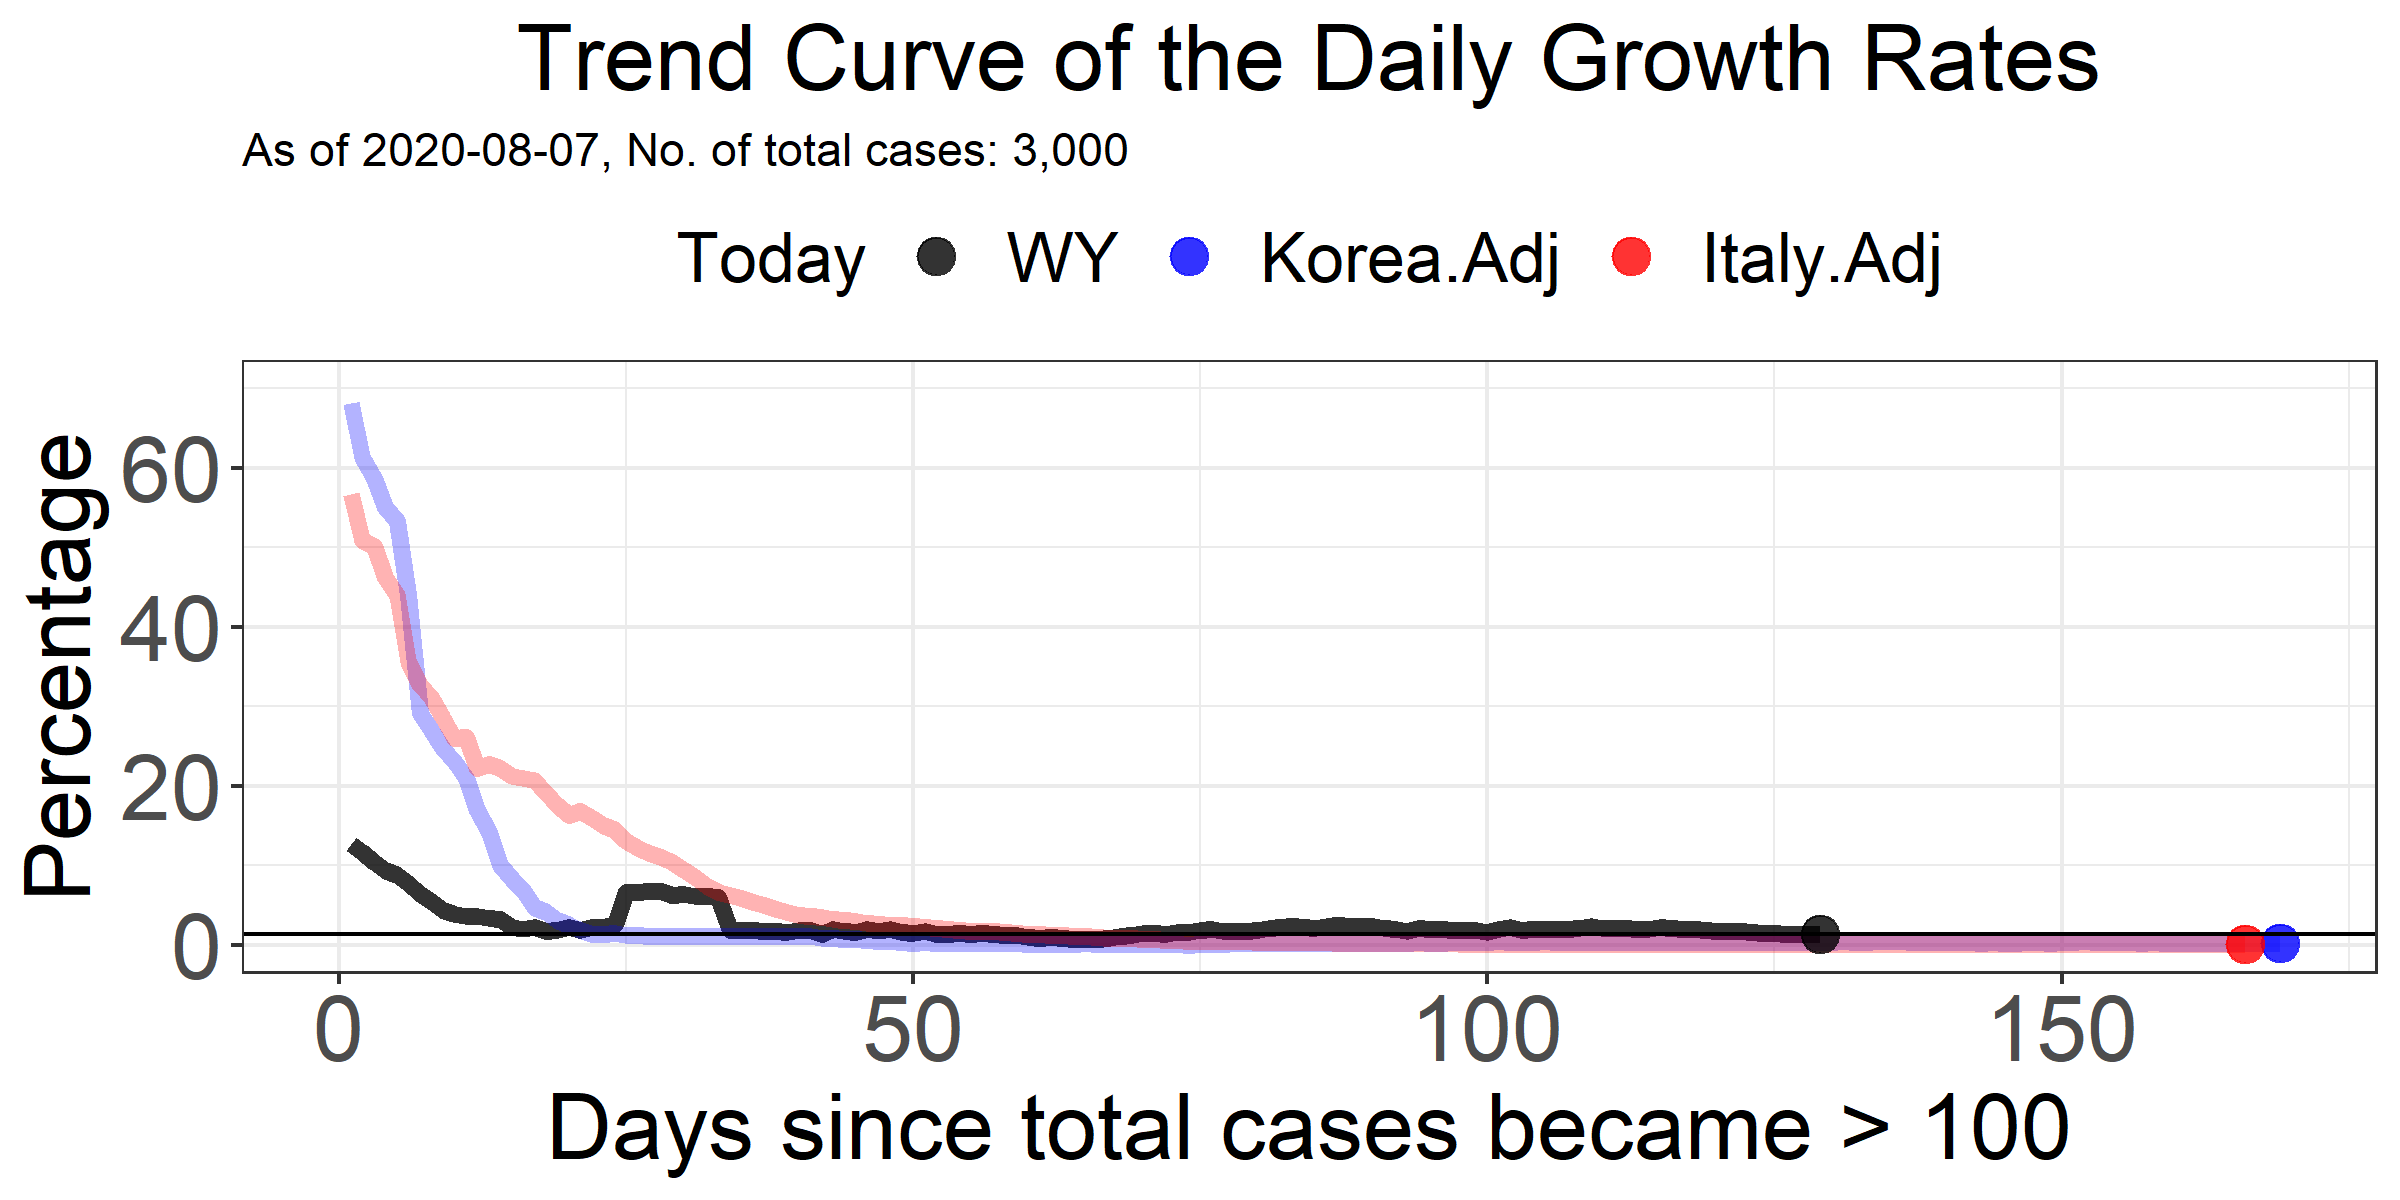 Trend Curve of the Daily Growth Rates
As of 2020-08-07, No. of total cases: 3,000
Today WY Korea.Adj Italy.Adj
Percentage
60
40
20
0
0 50 100 150
Days since total cases became > 100